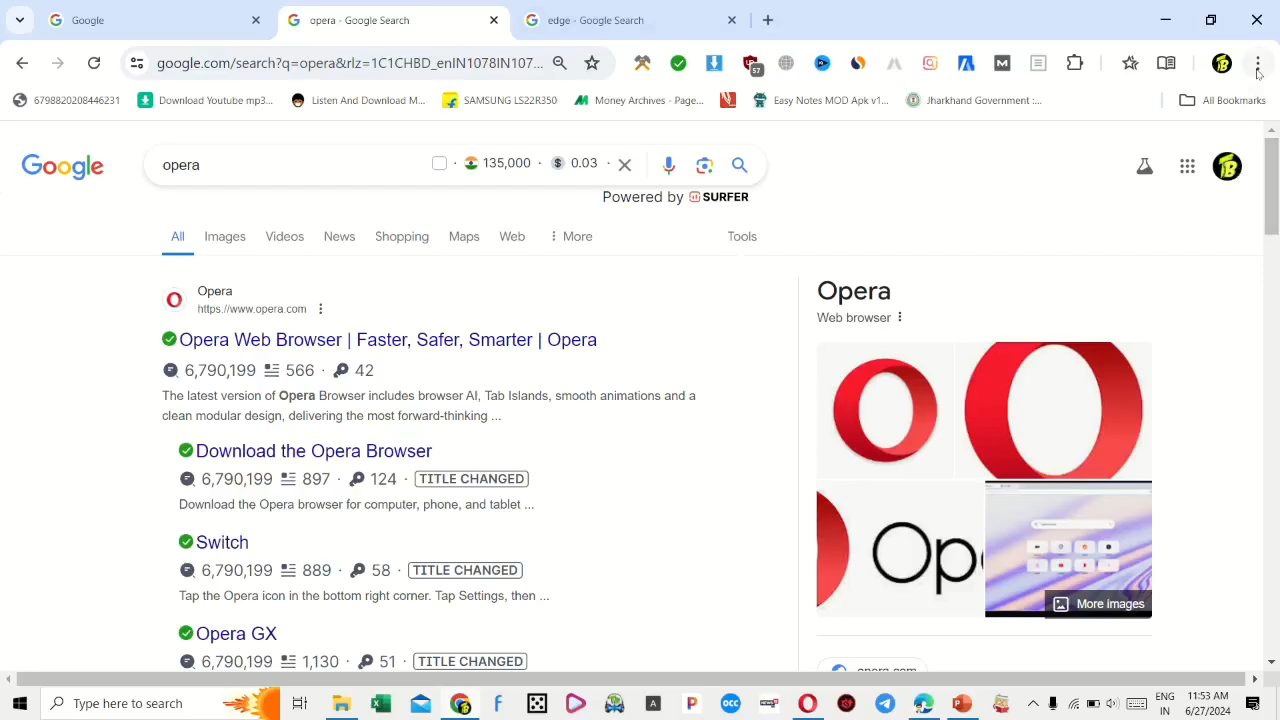 Google
opera - Google Search
edge - Google Search
google.com/search?q=opera&rlz=1C1CHBD_enIN1078IN107...
57
6798820208446231
Download Youtube mp3...
Listen And Download M...
SAMSUNG LS22R350
Money Archives - Page...
Easy Notes MOD Apk v1...
Jharkhand Government :...
All Bookmarks
Google
opera
· 135,000 · $ 0.03 ·
Powered by SURFER
All
Images
Videos
News
Shopping
Maps
Web
More
Tools
Opera
https://www.opera.com
Opera Web Browser | Faster, Safer, Smarter | Opera
6,790,199 566 · 42
The latest version of Opera Browser includes browser AI, Tab Islands, smooth animations and a
clean modular design, delivering the most forward-thinking ...
Download the Opera Browser
6,790,199 897 · 124 · TITLE CHANGED
Download the Opera browser for computer, phone, and tablet ...
Switch
6,790,199 889 · 58 · TITLE CHANGED
Tap the Opera icon in the bottom right corner. Tap Settings, then ...
Opera GX
6,790,199 1,130 · 51 · TITLE CHANGED
Opera
Web browser
More images
opera.com
Type here to search
ENG
IN
11:53 AM
6/27/2024